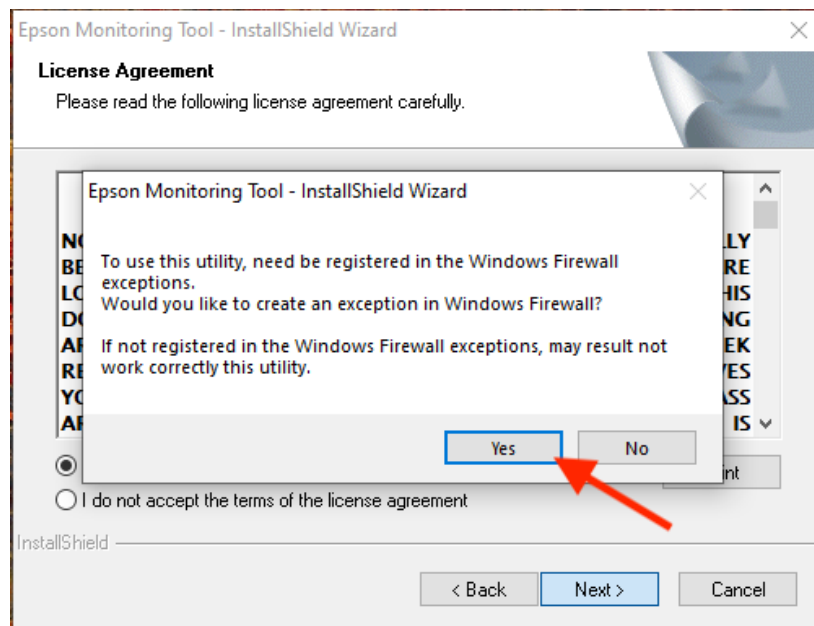 Epson Monitoring Tool - InstallShield Wizard
License Agreement
Please read the following license agreement carefully.
Epson Monitoring Tool - InstallShield Wizard
To use this utility, need be registered in the Windows Firewall
exceptions.
Would you like to create an exception in Windows Firewall?
If not registered in the Windows Firewall exceptions, may result not
work correctly this utility.
Yes No
I do not accept the terms of the license agreement
InstallShield
< Back Next > Cancel